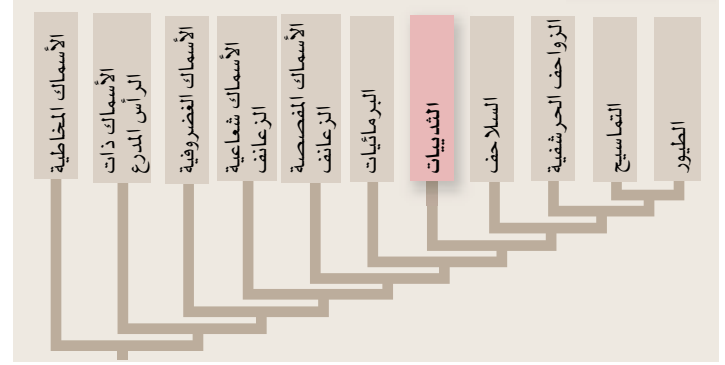 الأسماك المخاطية
الأسماك ذات
الرأس المدرع
الأسماك الغضروفية
الأسماك شعاعية
الزعانف
الأسماك المفصصة
الزعانف
البرمائيات
الثدييات
السلاحف
الزواحف الحرشفية
التماسيح
الطيور